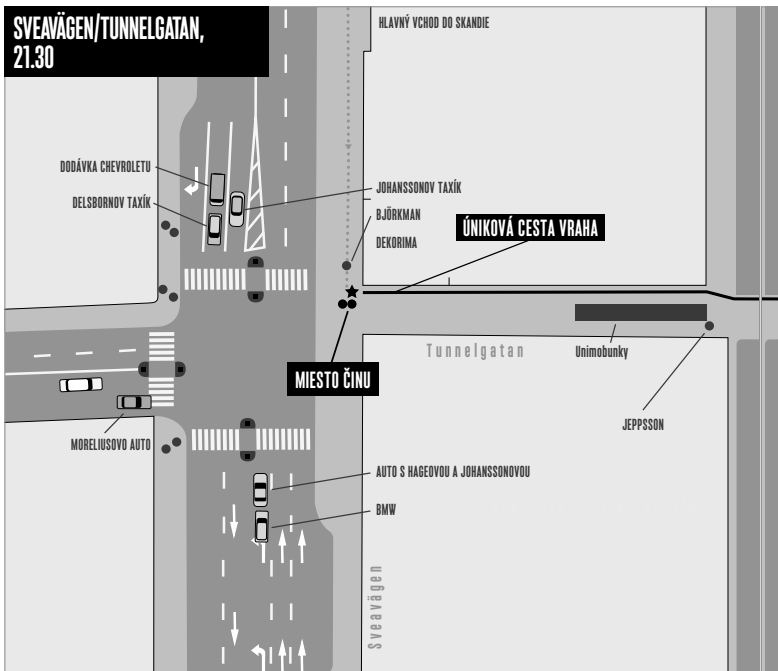 SVEAVÄGEN/TUNNELGATAN,
21.30
HLAVNÝ VCHOD DO SKANDIE
DODÁVKA CHEVROLETU
DELSBORNOV TAXÍK
JOHANSSONOV TAXÍK
BJÖRKMAN
DEKORIMA
ÚNIKOVÁ CESTA VRAHA
MIESTO ČINU
Tunnelgatan
Unimobunky
JEPPSSON
MORELIUSOVO AUTO
AUTO S HAGEOVOU A JOHANSSONOVOU
BMW
Sveavägen